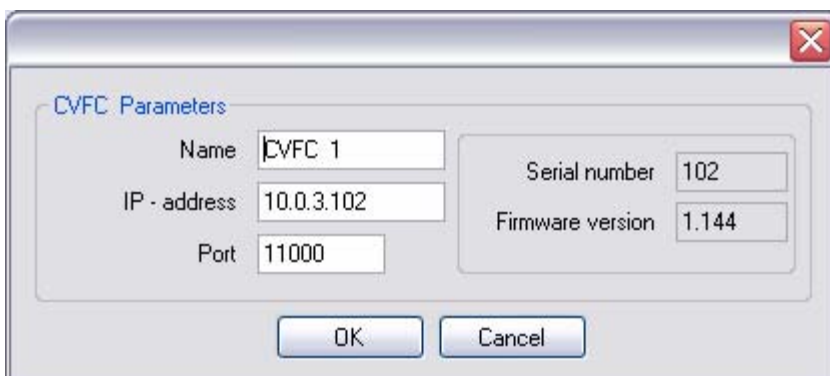 CVFC Parameters
Name CVFC 1
IP - address 10.0.3.102
Port 11000
Serial number 102
Firmware version 1.144
OK Cancel